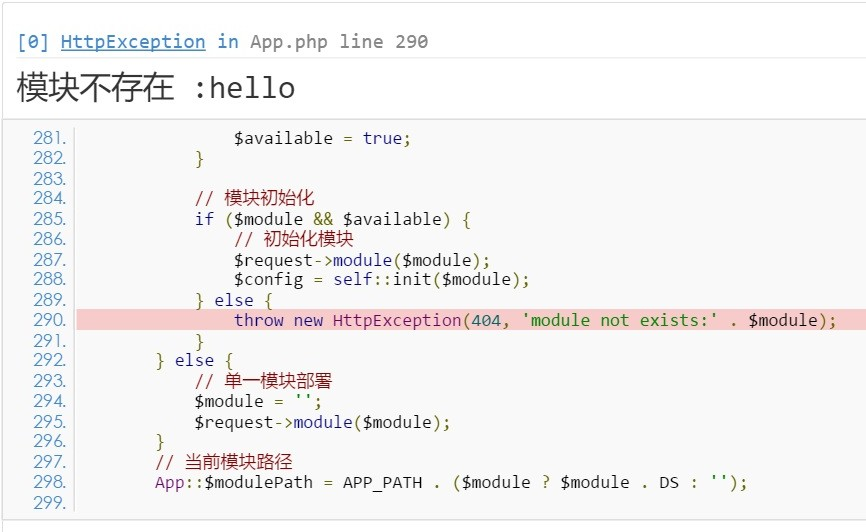 [0] HttpException in App.php line 290
模块不存在 :hello
281. $available = true;
282. }
283.
284. // 模块初始化
285. if ($module && $available) {
286. // 初始化模块
287. $request->module($module);
288. $config = self::init($module);
289. } else {
290. throw new HttpException(404, 'module not exists:' . $module);
291. }
292. } else {
293. // 单一模块部署
294. $module = '';
295. $request->module($module);
296. }
297. // 当前模块路径
298. App::$modulePath = APP_PATH . ($module ? $module . DS : '');
299.